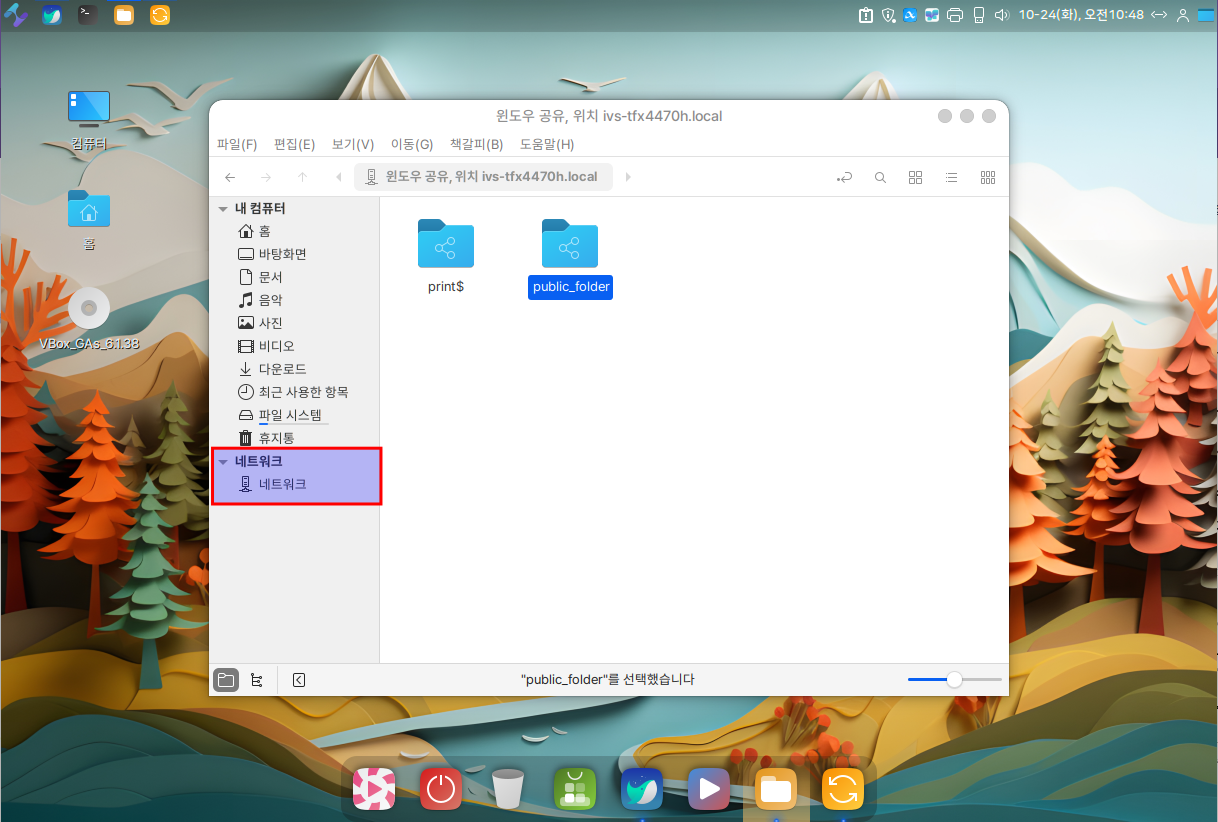 10-24(화), 오전10:48
컴퓨터
홈
VBox_GAs_6.1.38
윈도우 공유, 위치 ivs-tfx4470h.local
파일(F) 편집(E) 보기(V) 이동(G) 책갈피(B) 도움말(H)
윈도우 공유, 위치 ivs-tfx4470h.local
내 컴퓨터
홈
바탕화면
문서
음악
사진
비디오
다운로드
최근 사용한 항목
파일 시스템
휴지통
네트워크
네트워크
print$
public_folder
"public_folder"를 선택했습니다